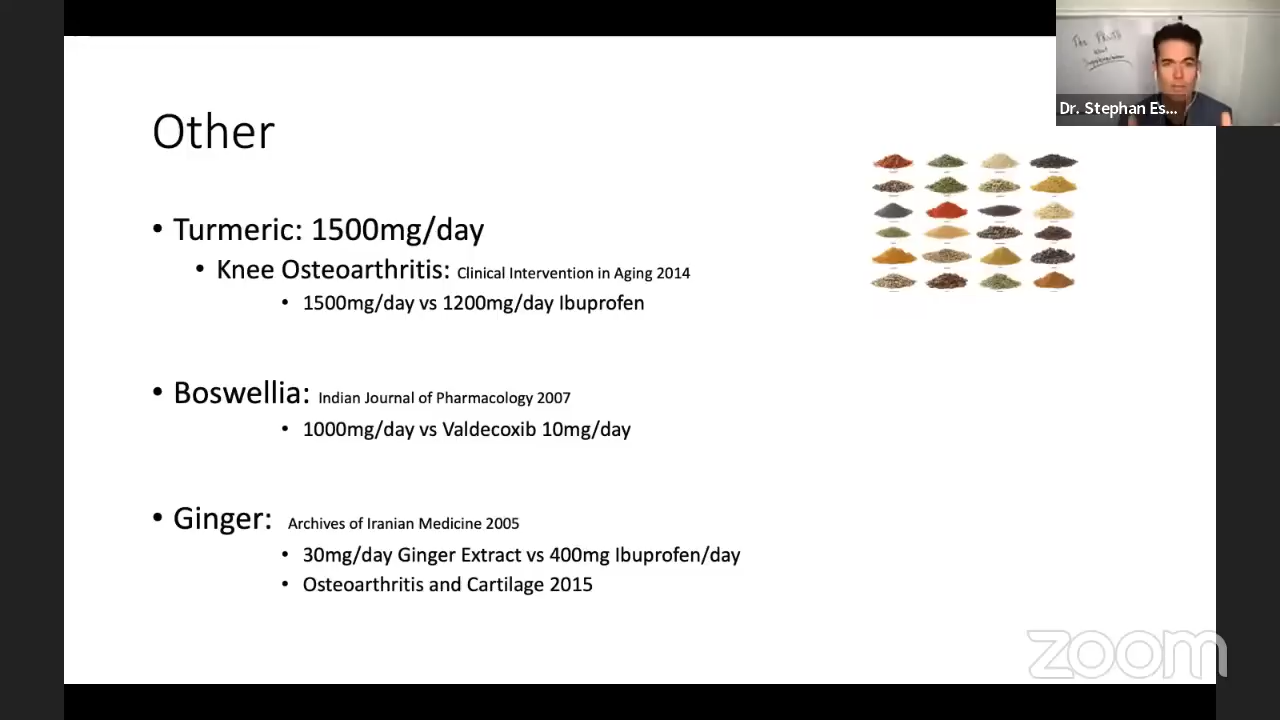 The
Dr. Stephan Es...
Other
• Turmeric: 1500mg/day
• Knee Osteoarthritis: Clinical Intervention in Aging 2014
• 1500mg/day vs 1200mg/day Ibuprofen
• Boswellia: Indian Journal of Pharmacology 2007
• 1000mg/day vs Valdecoxib 10mg/day
• Ginger: Archives of Iranian Medicine 2005
• 30mg/day Ginger Extract vs 400mg Ibuprofen/day
• Osteoarthritis and Cartilage 2015
zoom